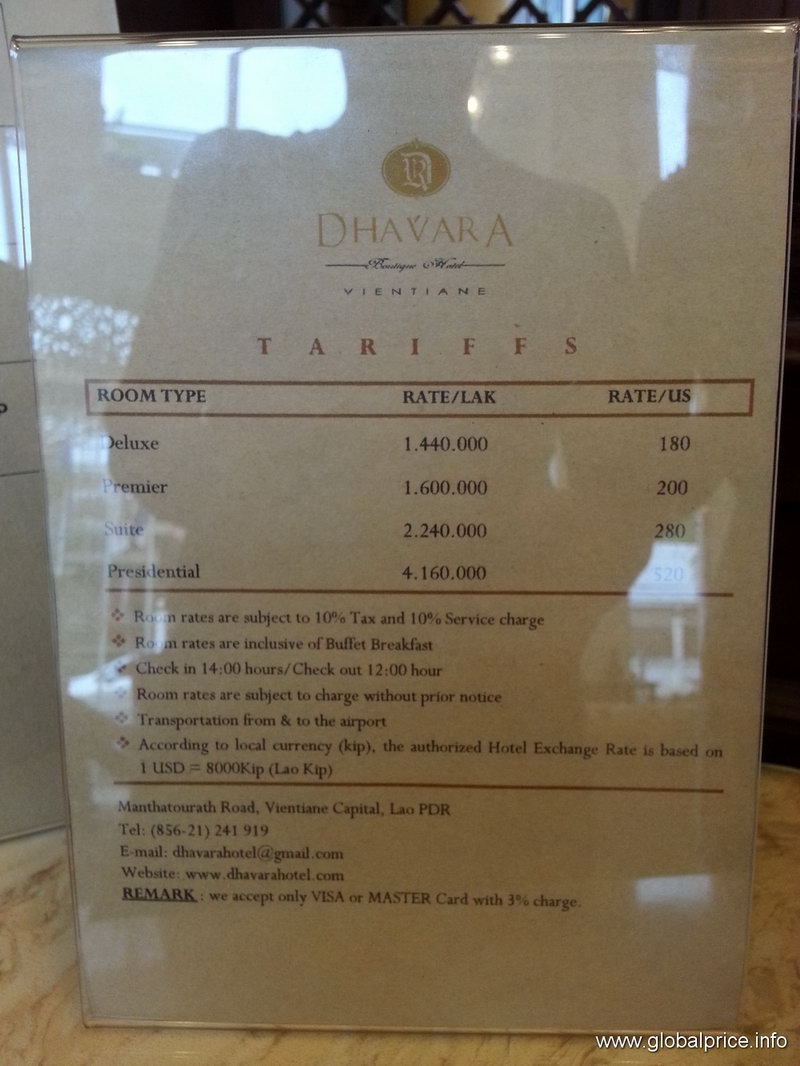 DHAVARA
Boutique Hotel
VIENTIANE
TARIFFS
ROOM TYPE RATE/LAK RATE/US
Deluxe 1.440.000 180
Premier 1.600.000 200
Suite 2.240.000 280
Presidential 4.160.000 520
Room rates are subject to 10% Tax and 10% Service charge
Room rates are inclusive of Buffet Breakfast
Check in 14:00 hours/Check out 12:00 hour
Room rates are subject to charge without prior notice
Transportation from & to the airport
According to local currency (kip), the authorized Hotel Exchange Rate is based on
1 USD = 8000Kip (Lao Kip)
Manthatourath Road, Vientiane Capital, Lao PDR
Tel: (856-21) 241 919
E-mail: dhavarahotel@gmail.com
Website: www.dhavarahotel.com
REMARK : we accept only VISA or MASTER Card with 3% charge.
www.globalprice.info